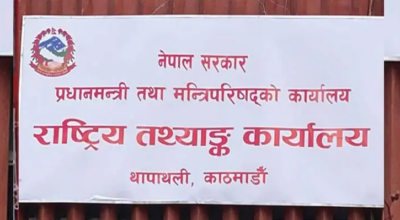 नेपाल सरकार
प्रधानमन्त्री तथा मन्त्रिपरिषद्को कार्यालय
राष्ट्रिय तथ्याङ्क कार्यालय
थापाथली, काठमाडौँ